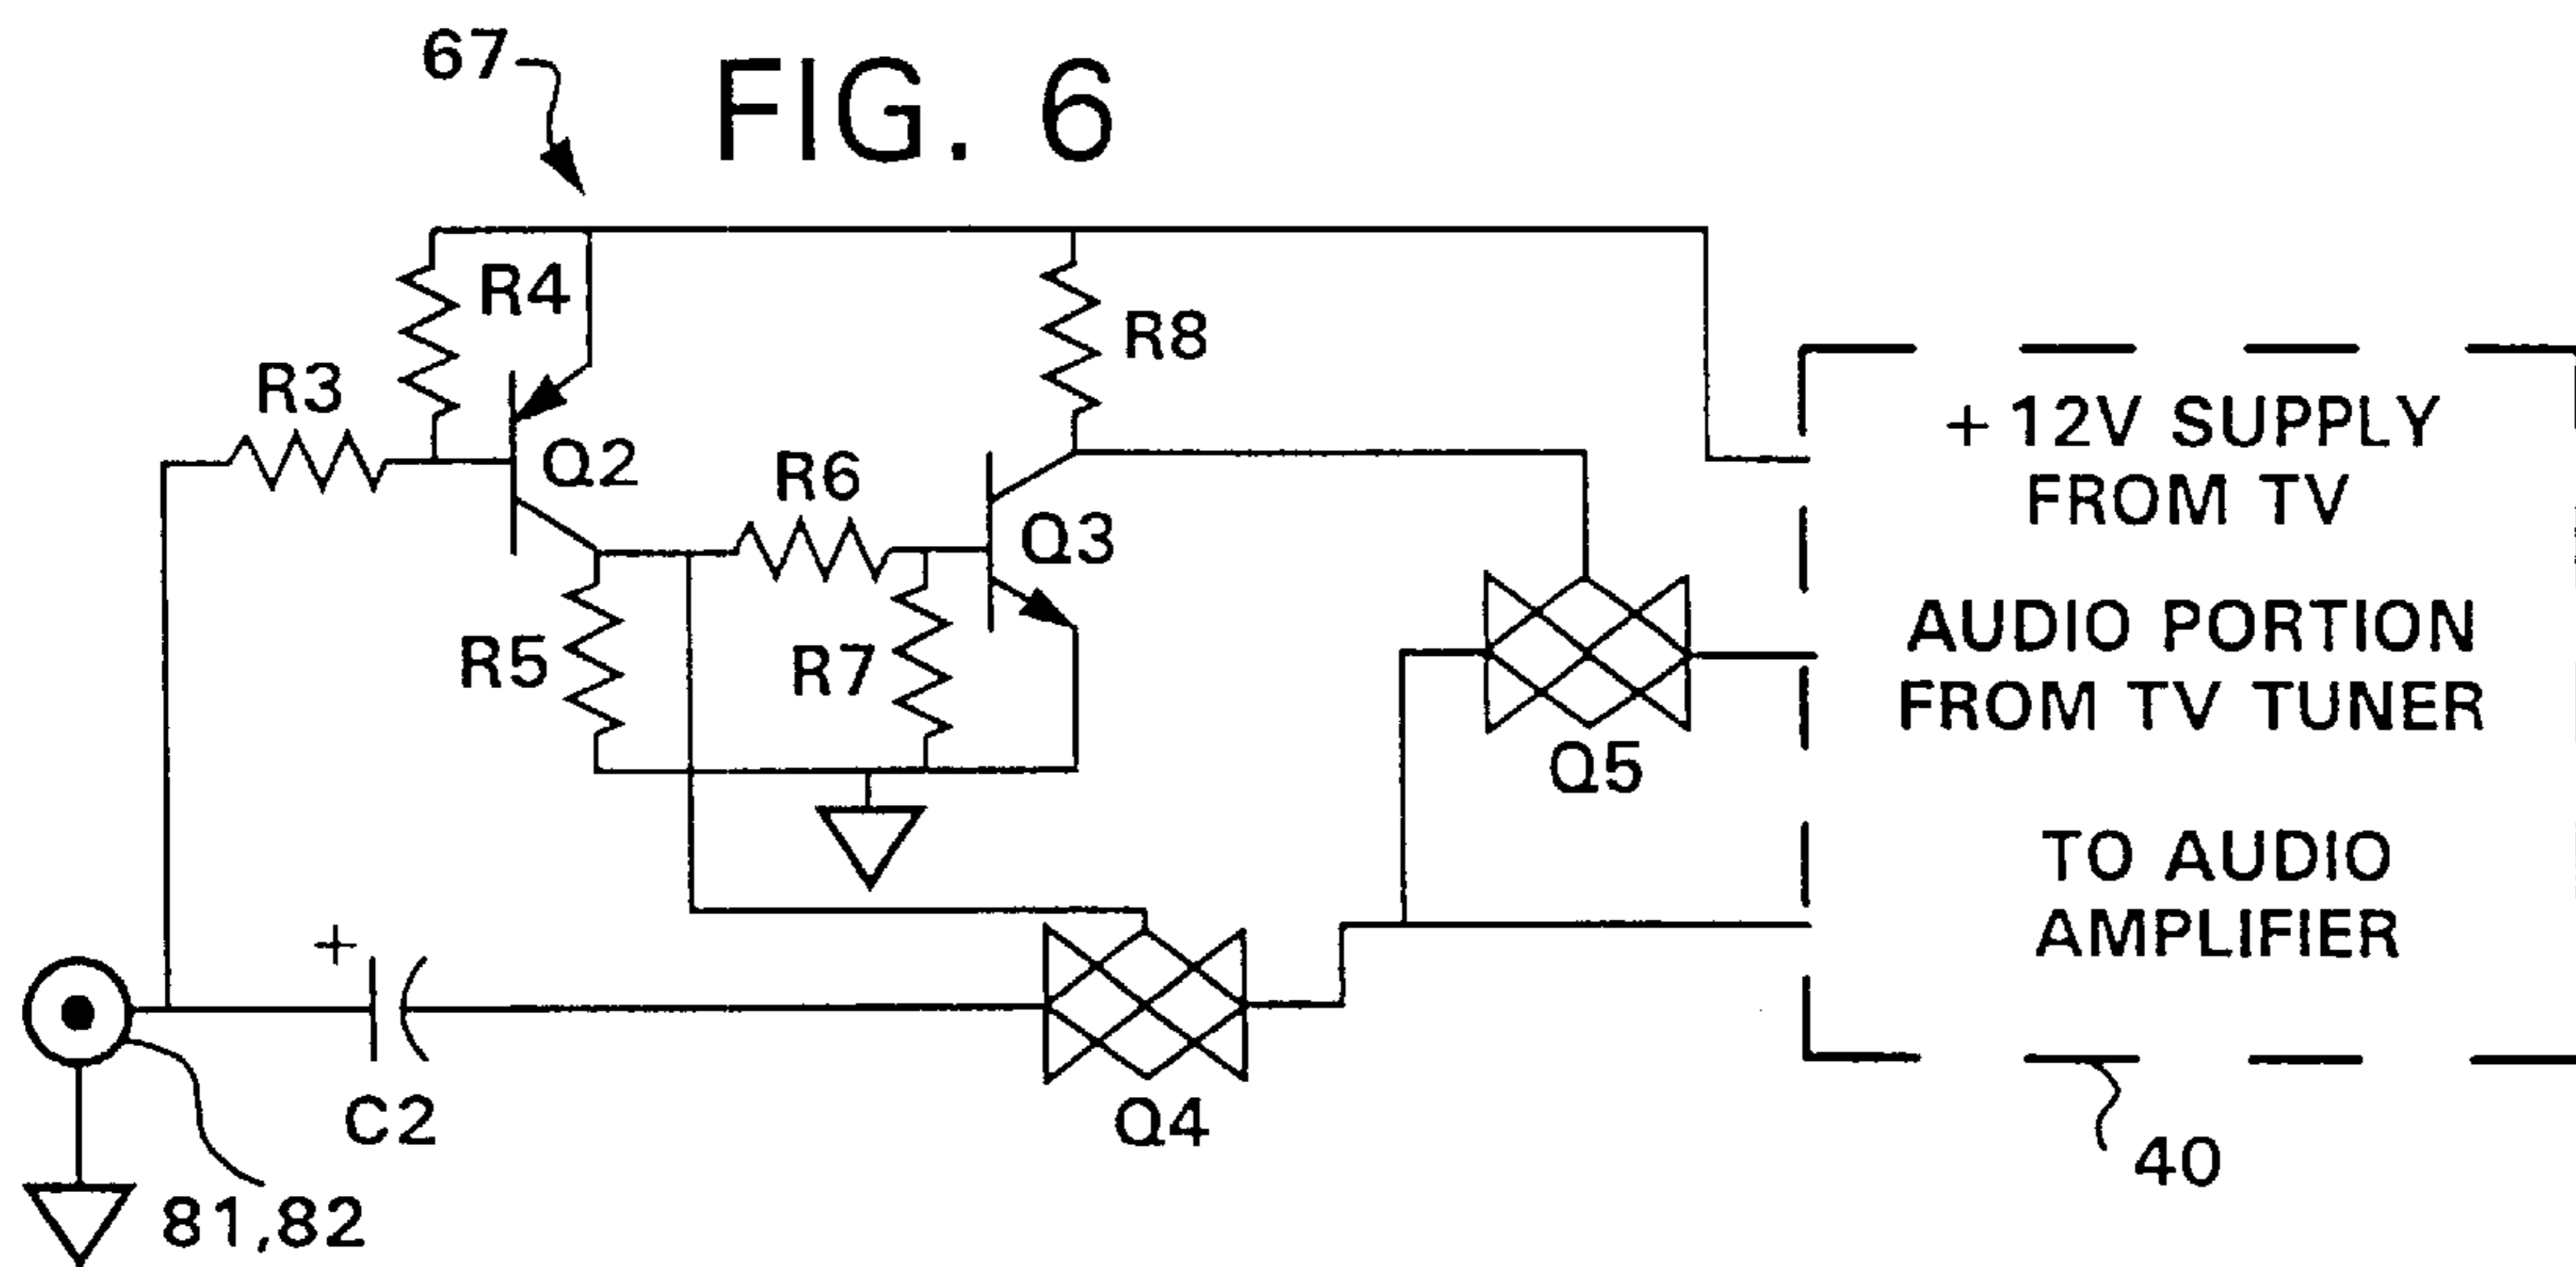 67
FIG. 6
R4
R8
R3
Q2
R6
Q3
R5
R7
+12V SUPPLY
FROM TV
AUDIO PORTION
FROM TV TUNER
Q5
TO AUDIO
AMPLIFIER
+
C2
Q4
40
81,82